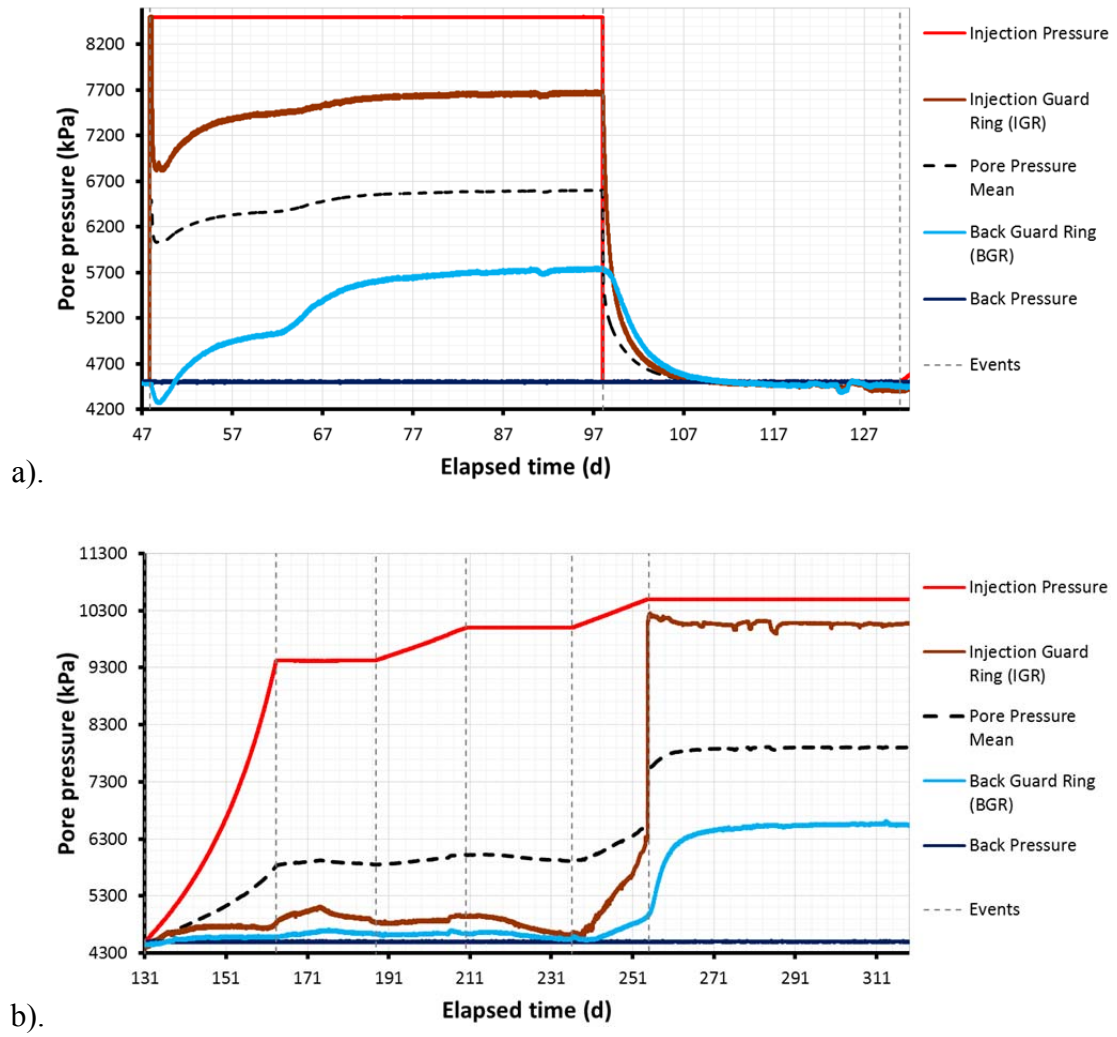 8200
7700
7200
6700
6200
5700
5200
4700
4200
Pore pressure (kPa)
47 57 67 77 87 97 107 117 127
Elapsed time (d)
Injection Pressure
Injection Guard
Ring (IGR)
Pore Pressure
Mean
Back Guard Ring
(BGR)
Back Pressure
Events
a).
11300
10300
9300
8300
7300
6300
5300
4300
Pore pressure (kPa)
131 151 171 191 211 231 251 271 291 311
Elapsed time (d)
Injection Pressure
Injection Guard
Ring (IGR)
Pore Pressure
Mean
Back Guard Ring
(BGR)
Back Pressure
Events
b).